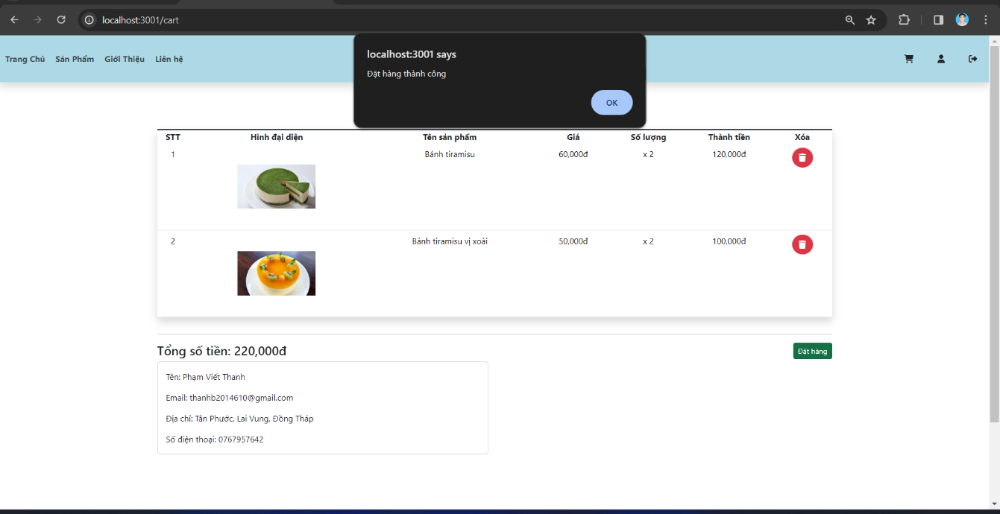 localhost:3001/cart
Trang Chủ Sản Phẩm Giới Thiệu Liên hệ
localhost:3001 says
Đặt hàng thành công
OK
STT Hình đại diện Tên sản phẩm Giá Số lượng Thành tiền Xóa
1 Bánh tiramisu 60,000đ x 2 120,000đ
2 Bánh tiramisu vị xoài 50,000đ x 2 100,000đ
Tổng số tiền: 220,000đ Đặt hàng
Tên: Phạm Viết Thanh
Email: thanhb2014610@gmail.com
Địa chỉ: Tân Phước, Lai Vung, Đồng Tháp
Số điện thoại: 0767957642